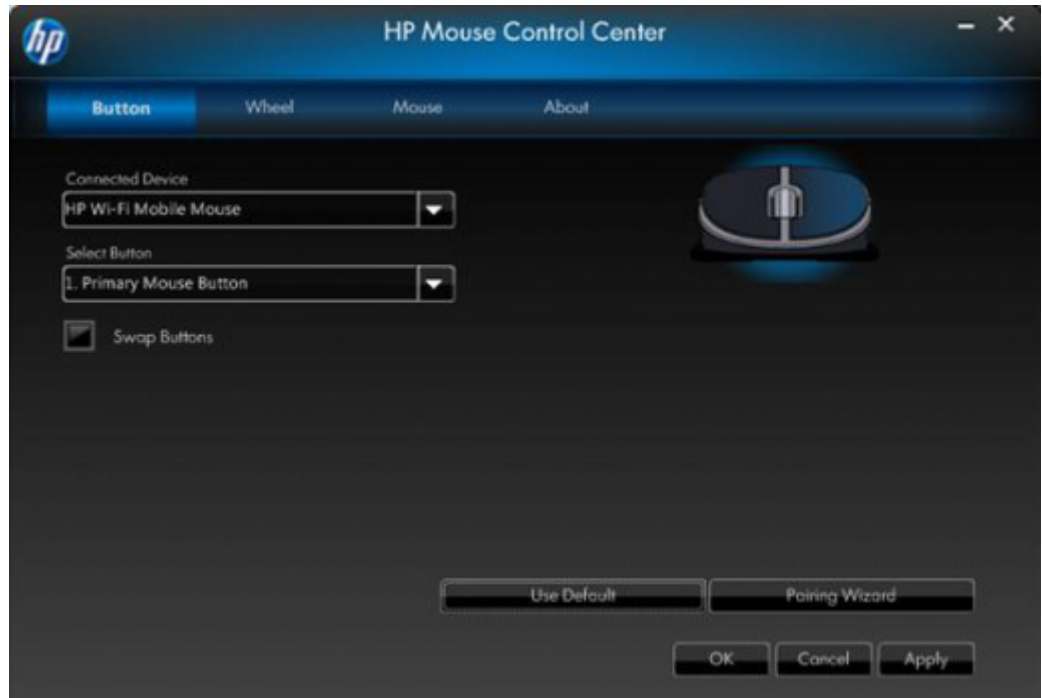 hp
HP Mouse Control Center
Button Wheel Mouse About
Connected Device
HP Wi-Fi Mobile Mouse
Select Button
1. Primary Mouse Button
Swap Buttons
Use Default Pairing Wizard
OK Cancel Apply